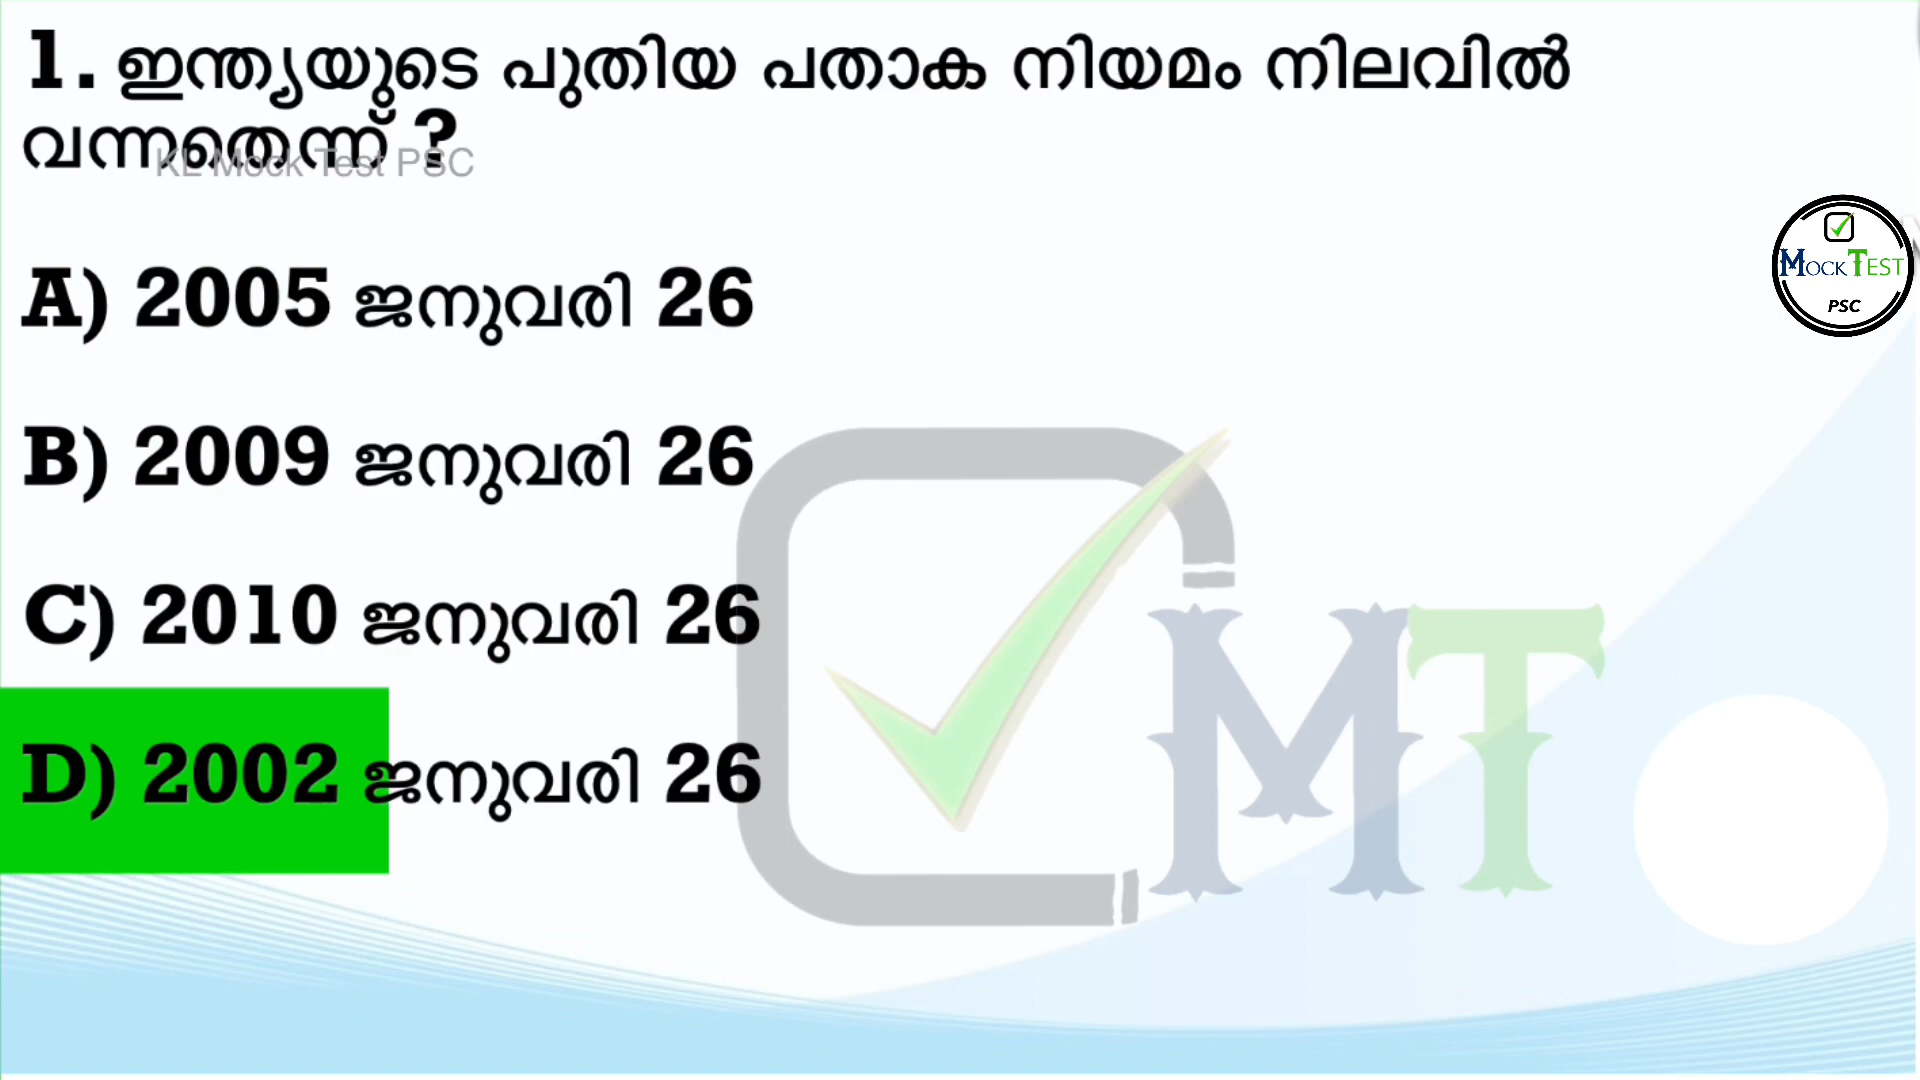 1. ഇന്ത്യയുടെ പുതിയ പതാക നിയമം നിലവിൽ
വന്നതെന്ന് ?
KL Mock Test PSC
A) 2005 ജനുവരി 26
MOCK TEST
PSC
B) 2009 ജനുവരി 26
C) 2010 ജനുവരി 26
MT
D) 2002 ജനുവരി 26